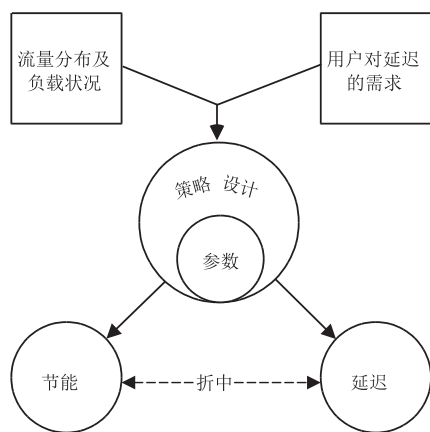 流量分布及
负载状况
用户对延迟
的需求
策略 设计
参数
节能
折中
延迟